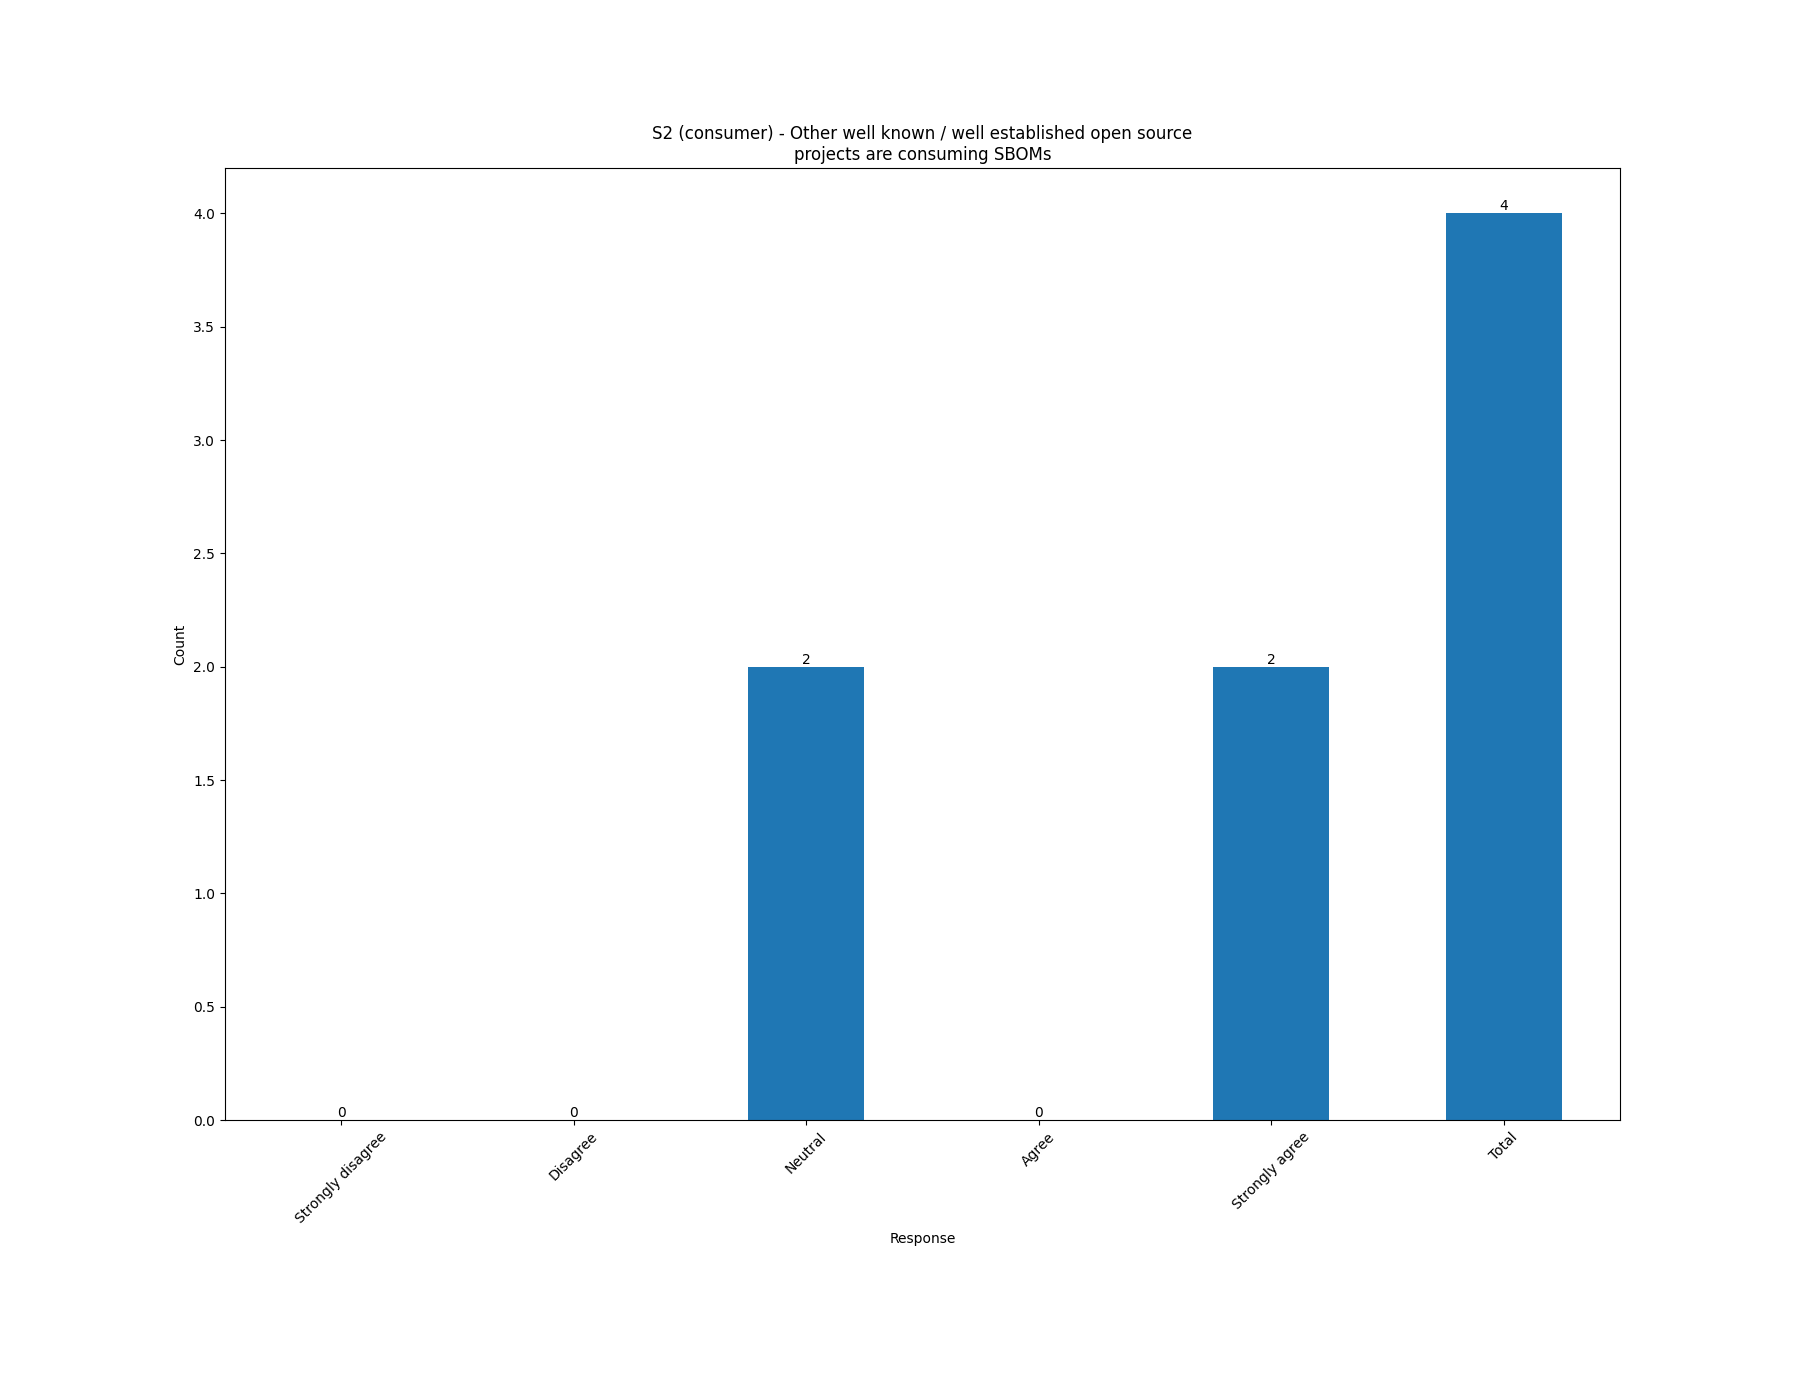 S2 (consumer) - Other well known / well established open source
projects are consuming SBOMs
4.0
3.5
3.0
2.5
2.0
1.5
1.0
0.5
0.0
Count
0
0
2
0
2
4
Strongly disagree
Disagree
Neutral
Agree
Strongly agree
Total
Response